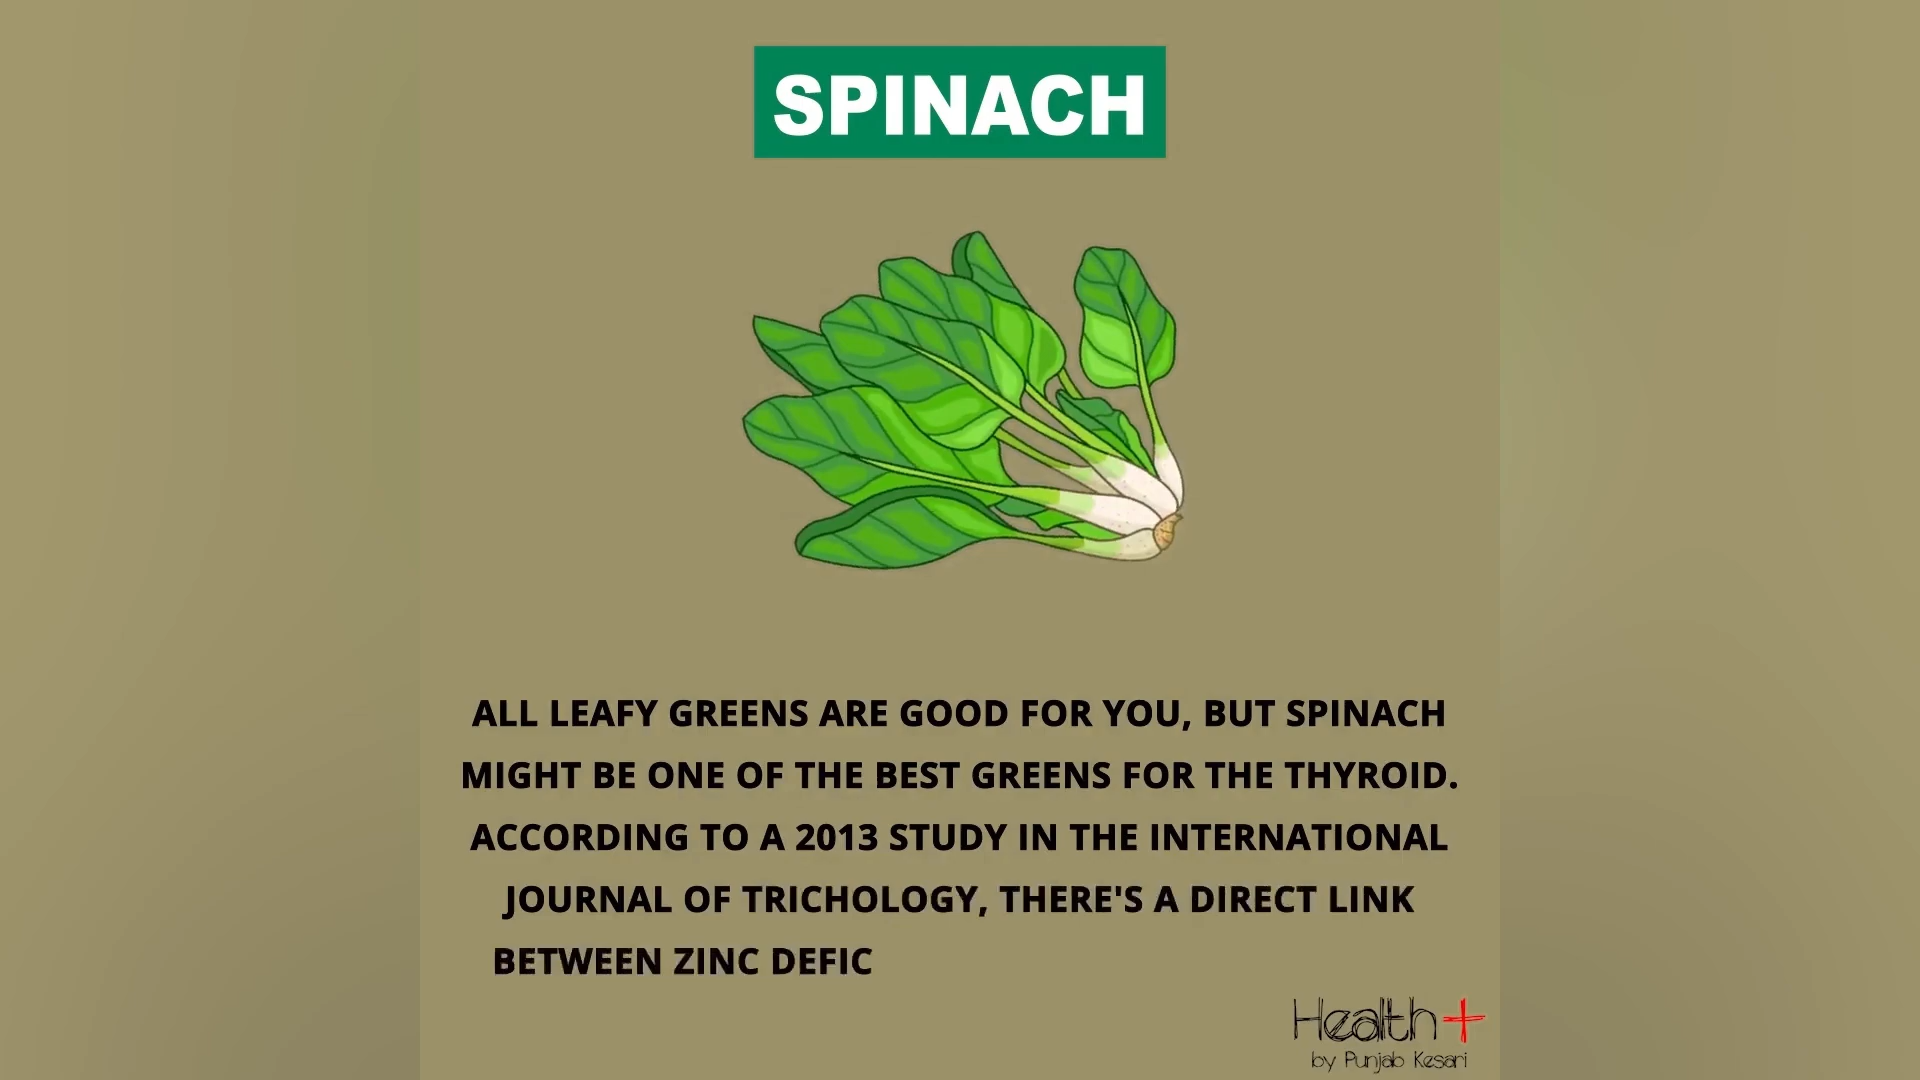 SPINACH
ALL LEAFY GREENS ARE GOOD FOR YOU, BUT SPINACH
MIGHT BE ONE OF THE BEST GREENS FOR THE THYROID.
ACCORDING TO A 2013 STUDY IN THE INTERNATIONAL
JOURNAL OF TRICHOLOGY, THERE'S A DIRECT LINK
BETWEEN ZINC DEFIC
Health+
by Punjab Kesari